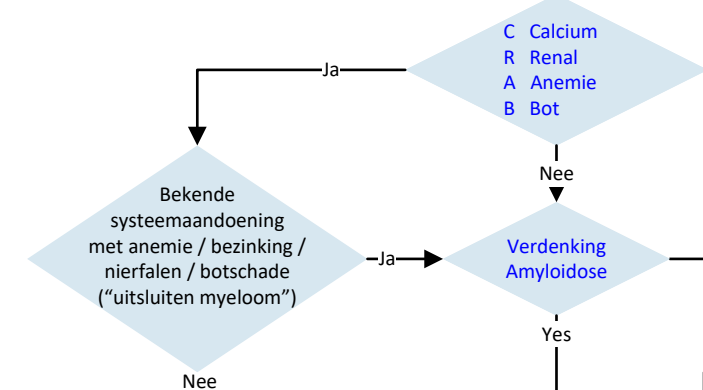 C Calcium
R Renal
A Anemie
B Bot
Ja
Nee
Bekende
systeemaandoening
met anemie / bezinking /
nierfalen / botschade
(“uitsluiten myeloom”)
Ja
Verdenking
Amyloidose
Yes
Nee